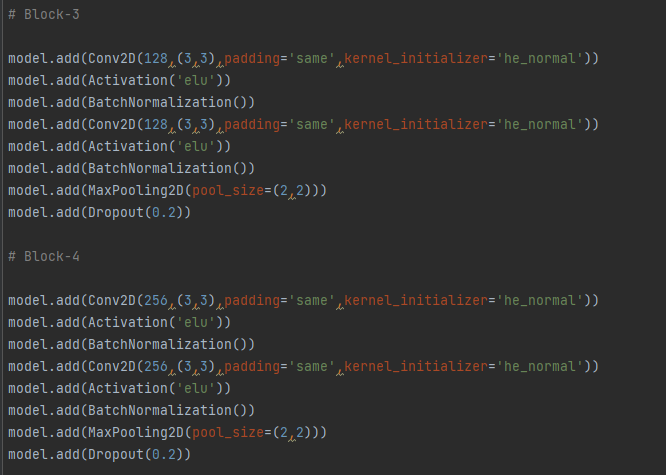 # Block-3
model.add(Conv2D(128,(3,3),padding='same',kernel_initializer='he_normal'))
model.add(Activation('elu'))
model.add(BatchNormalization())
model.add(Conv2D(128,(3,3),padding='same',kernel_initializer='he_normal'))
model.add(Activation('elu'))
model.add(BatchNormalization())
model.add(MaxPooling2D(pool_size=(2,2)))
model.add(Dropout(0.2))
# Block-4
model.add(Conv2D(256,(3,3),padding='same',kernel_initializer='he_normal'))
model.add(Activation('elu'))
model.add(BatchNormalization())
model.add(Conv2D(256,(3,3),padding='same',kernel_initializer='he_normal'))
model.add(Activation('elu'))
model.add(BatchNormalization())
model.add(MaxPooling2D(pool_size=(2,2)))
model.add(Dropout(0.2))